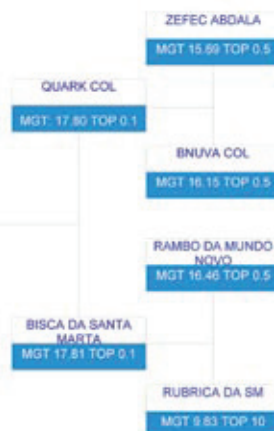 ZEFEC ABDALA
MGT 15.69 TOP 0.5
QUARK COL
MGT: 17.80 TOP 0.1
BNUVA COL
MGT 16.15 TOP 0.5
RAMBO DA MUNDO
NOVO
MGT 16.46 TOP 0.5
BISCA DA SANTA
MARTA
MGT 17.81 TOP 0.1
RUBRICA DA SM
MGT 9.83 TOP 10